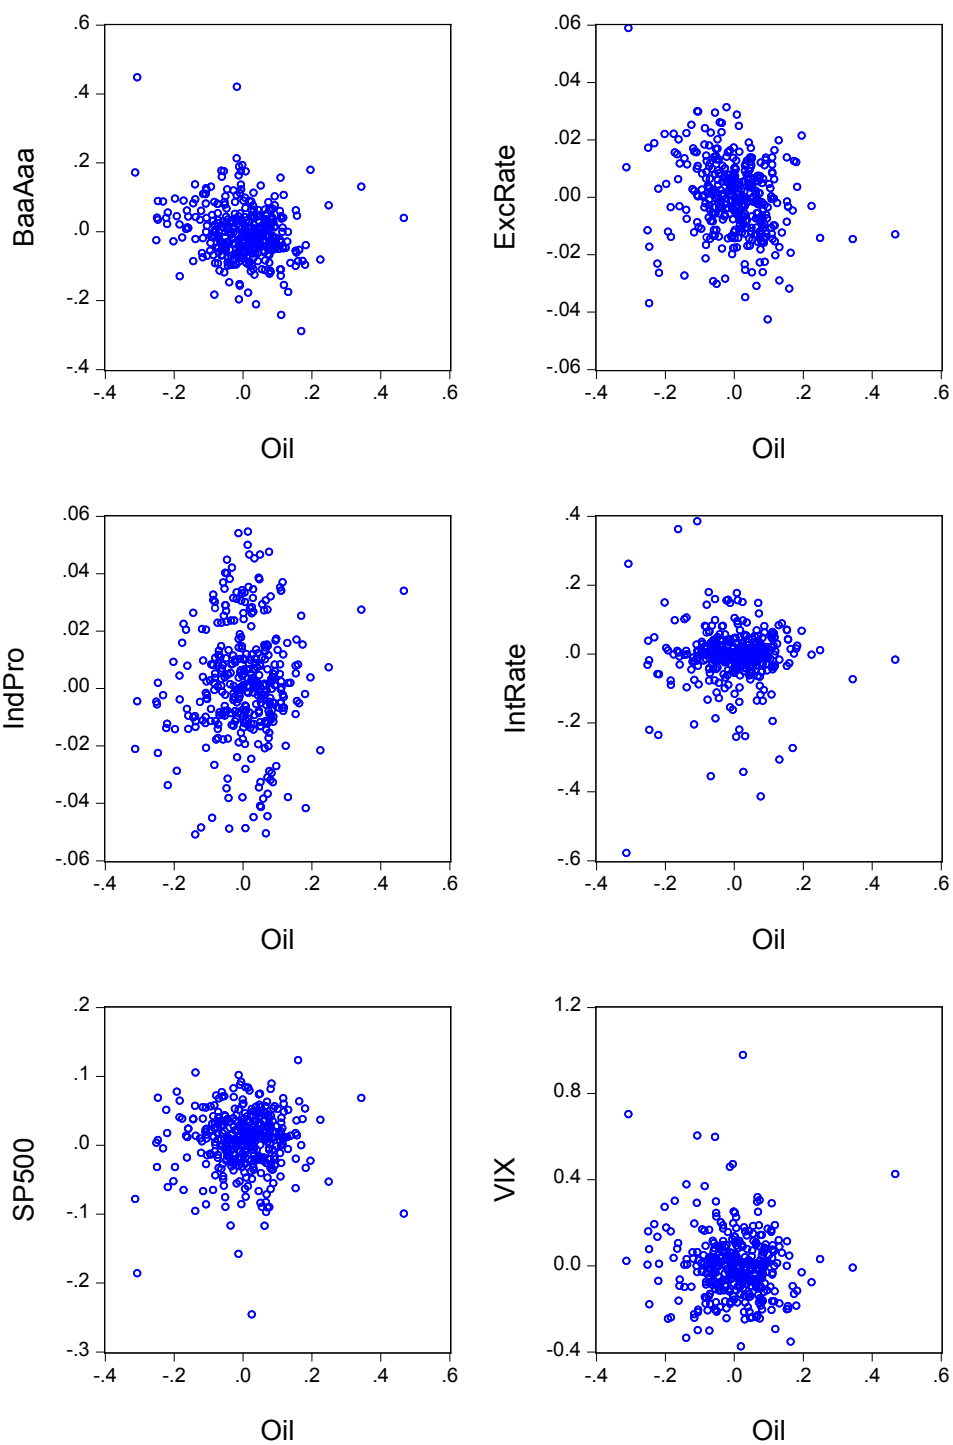 .6
.4
.2
.0
-.2
-.4
BaaAaa
-.4 -.2 .0 .2 .4 .6
Oil
.06
.04
.02
.00
-.02
-.04
-.06
ExcRate
-.4 -.2 .0 .2 .4 .6
Oil
.06
.04
.02
.00
-.02
-.04
-.06
IndPro
-.4 -.2 .0 .2 .4 .6
Oil
.4
.2
.0
-.2
-.4
-.6
IntRate
-.4 -.2 .0 .2 .4 .6
Oil
.2
.1
.0
-.1
-.2
-.3
SP500
-.4 -.2 .0 .2 .4 .6
Oil
1.2
0.8
0.4
0.0
-0.4
VIX
-.4 -.2 .0 .2 .4 .6
Oil